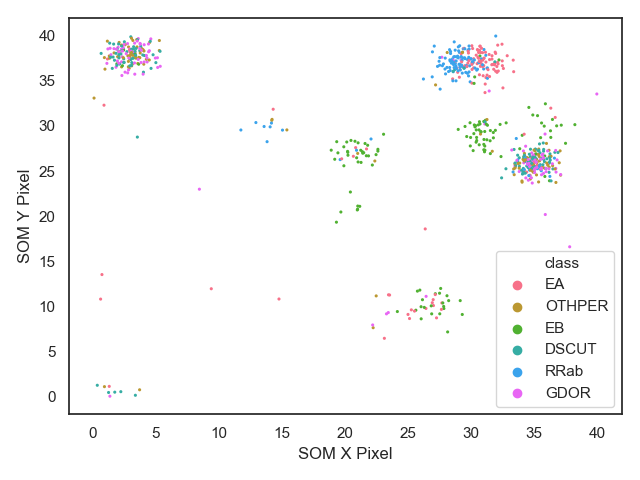 40
35
30
25
20
15
10
5
0
SOM Y Pixel
0 5 10 15 20 25 30 35 40
SOM X Pixel
class
EA
OTHPER
EB
DSCUT
RRab
GDOR